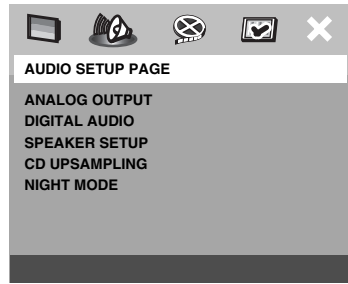 AUDIO SETUP PAGE
ANALOG OUTPUT
DIGITAL AUDIO
SPEAKER SETUP
CD UPSAMPLING
NIGHT MODE